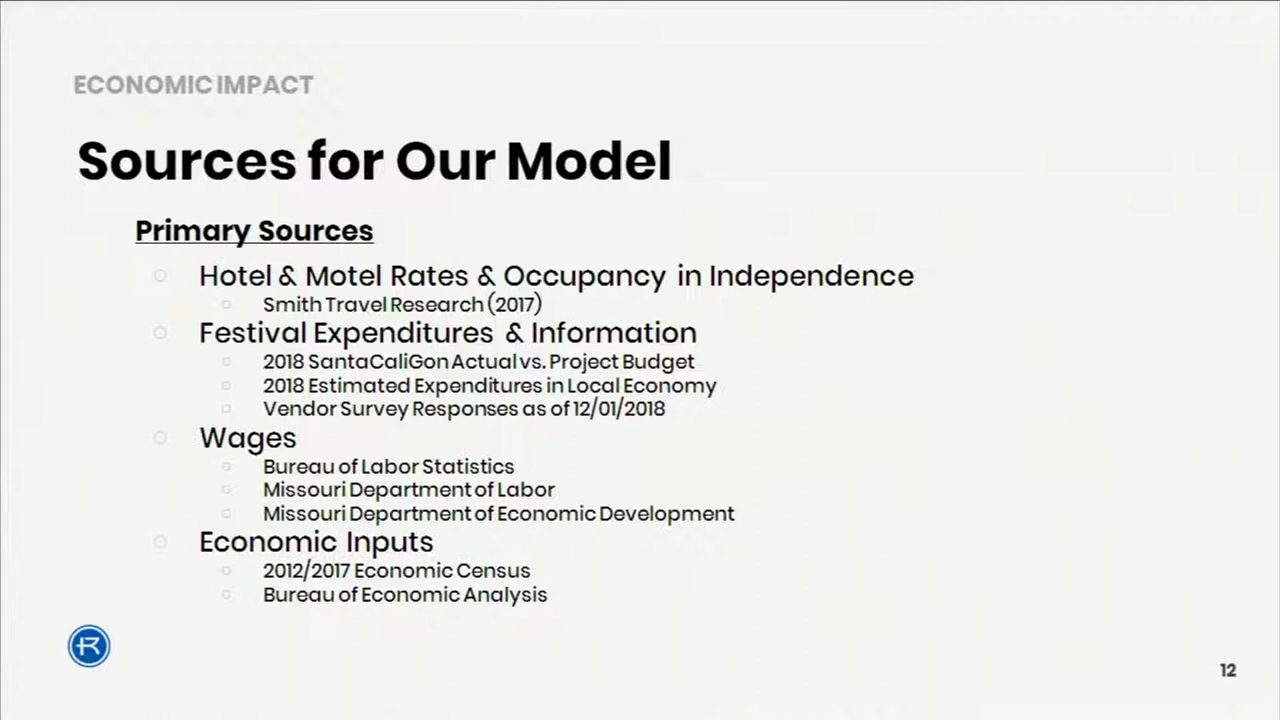 ECONOMIC IMPACT
Sources for Our Model
Primary Sources
Hotel & Motel Rates & Occupancy in Independence
Smith Travel Research (2017)
Festival Expenditures & Information
2018 SantaCaliGon Actual vs. Project Budget
2018 Estimated Expenditures in Local Economy
Vendor Survey Responses as of 12/01/2018
Wages
Bureau of Labor Statistics
Missouri Department of Labor
Missouri Department of Economic Development
Economic Inputs
2012/2017 Economic Census
Bureau of Economic Analysis
R
12